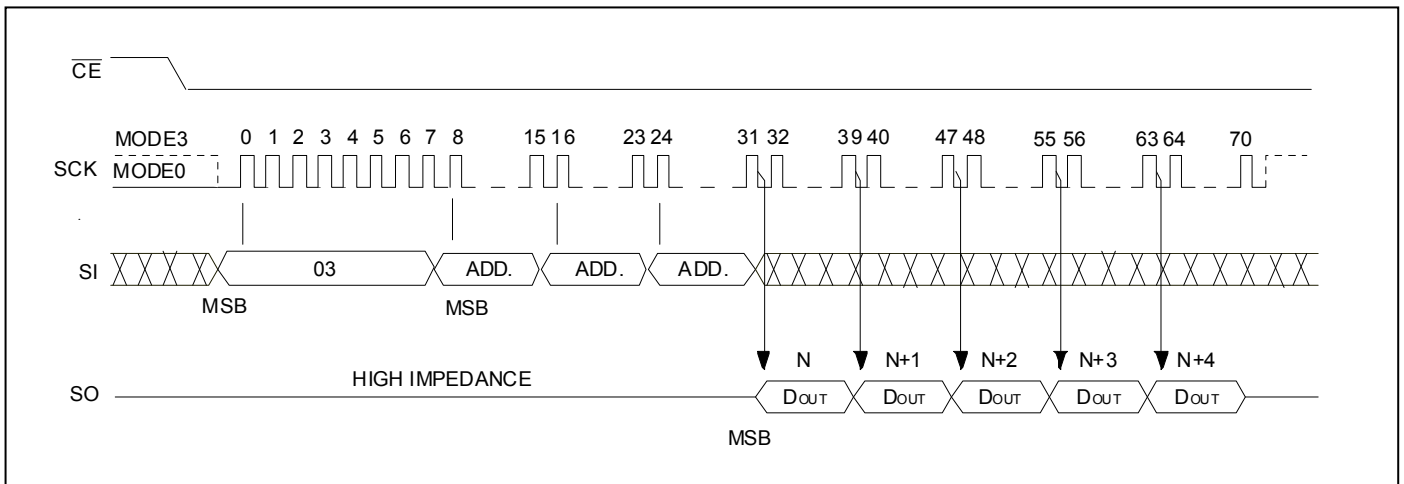 CE
MODE3 0 1 2 3 4 5 6 7 8 15 16 23 24 31 32 39 40 47 48 55 56 63 64 70
SCK MODE0
SI 03 ADD. ADD. ADD.
MSB MSB
N N+1 N+2 N+3 N+4
HIGH IMPEDANCE
SO DOUT DOUT DOUT DOUT DOUT
MSB